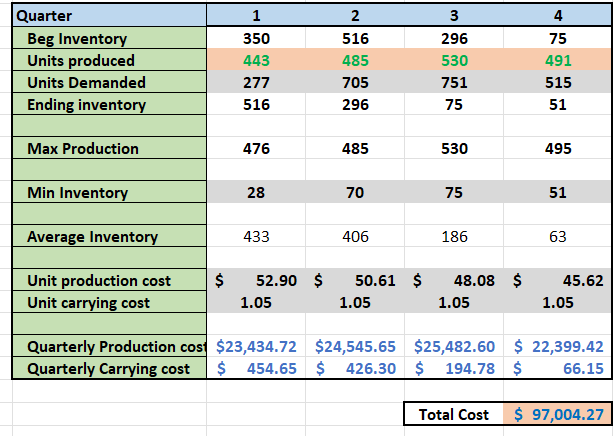 Quarter 1 2 3 4
Beg Inventory 350 516 296 75
Units produced 443 485 530 491
Units Demanded 277 705 751 515
Ending inventory 516 296 75 51
Max Production 476 485 530 495
Min Inventory 28 70 75 51
Average Inventory 433 406 186 63
Unit production cost $ 52.90 $ 50.61 $ 48.08 $ 45.62
Unit carrying cost 1.05 1.05 1.05 1.05
Quarterly Production cost $23,434.72 $24,545.65 $25,482.60 $ 22,399.42
Quarterly Carrying cost $ 454.65 $ 426.30 $ 194.78 $ 66.15
Total Cost $ 97,004.27